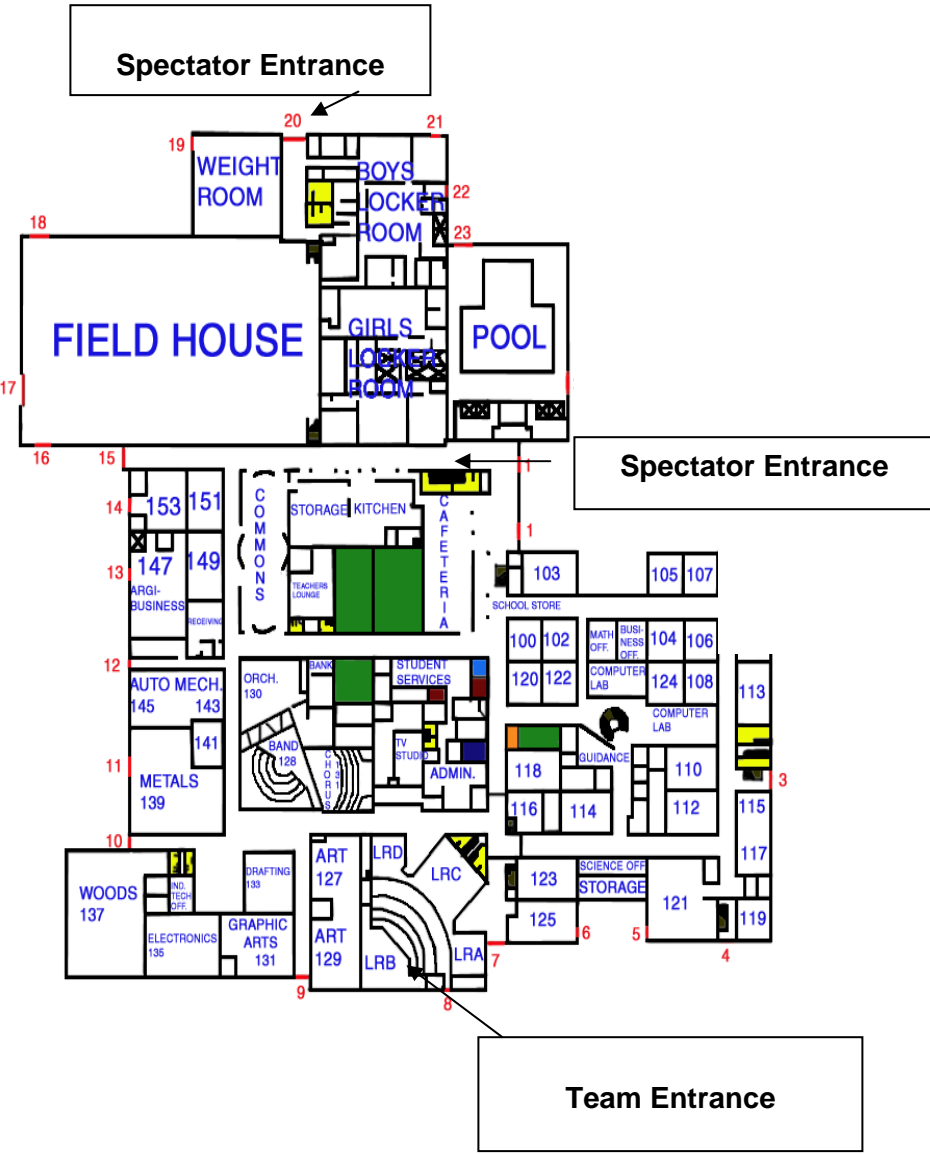 Spectator Entrance
20
21
19
WEIGHT
ROOM
BOYS
LOCKER
ROOM
22
23
18
FIELD HOUSE
GIRLS
LOCKER
ROOM
POOL
17
16
15
1
Spectator Entrance
14
153
151
COMMONS
STORAGE
KITCHEN
CAFETERIA
1
13
147
ARGI-
BUSINESS
149
RECEIVING
TEACHERS
LOUNGE
103
105
107
SCHOOL STORE
100
102
MATH
OFF.
BUSI-
NESS
OFF.
104
106
12
AUTO MECH.
145
143
ORCH.
130
BANK
STUDENT
SERVICES
120
122
COMPUTER
LAB
124
108
113
COMPUTER
LAB
141
BAND
128
CHORUS
131
TV
STUDIO
ADMIN.
118
GUIDANCE
110
11
METALS
139
3
116
114
112
115
10
ART
127
LRD
LRC
117
WOODS
137
IND.
TECH
OFF.
DRAFTING
133
123
SCIENCE OFF
STORAGE
121
ELECTRONICS
135
GRAPHIC
ARTS
131
ART
129
LRB
LRA
125
119
7
6
5
4
9
8
Team Entrance